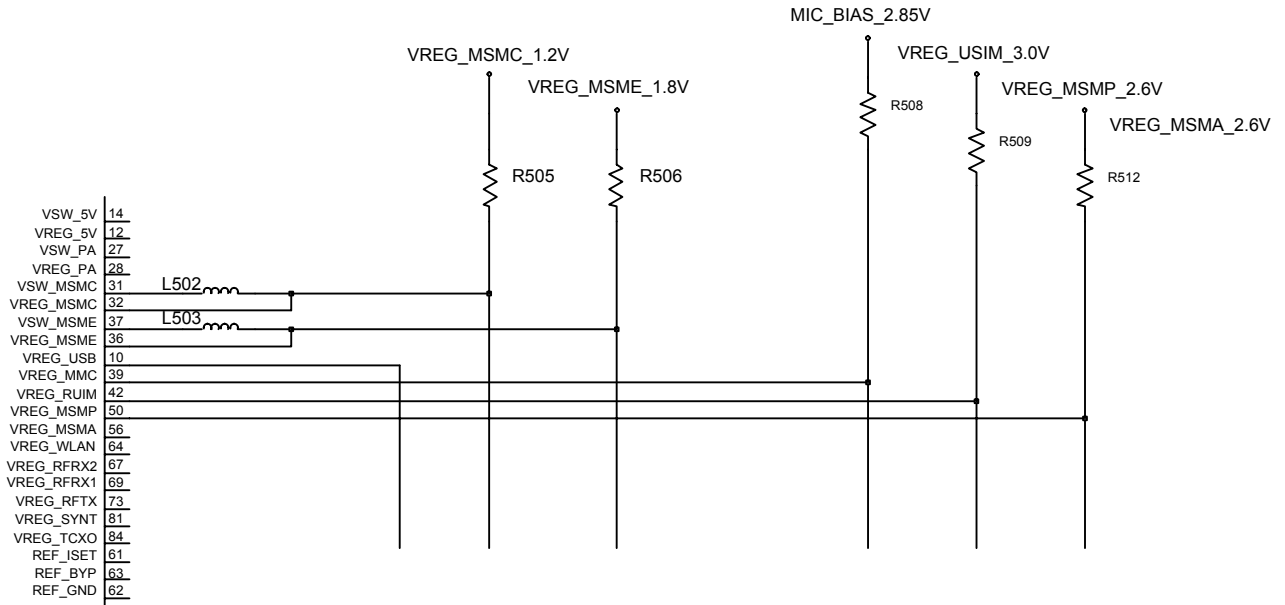 MIC_BIAS_2.85V
VREG_MSMC_1.2V
VREG_USIM_3.0V
VREG_MSME_1.8V
VREG_MSMP_2.6V
VREG_MSMA_2.6V
R508
R509
R505
R506
R512
VSW_5V 14
VREG_5V 12
VSW_PA 27
VREG_PA 28
VSW_MSMC 31 L502
VREG_MSMC 32
VSW_MSME 37 L503
VREG_MSME 36
VREG_USB 10
VREG_MMC 39
VREG_RUIM 42
VREG_MSMP 50
VREG_MSMA 56
VREG_WLAN 64
VREG_RFRX2 67
VREG_RFRX1 69
VREG_RFTX 73
VREG_SYNT 81
VREG_TCXO 84
REF_ISET 61
REF_BYP 63
REF_GND 62